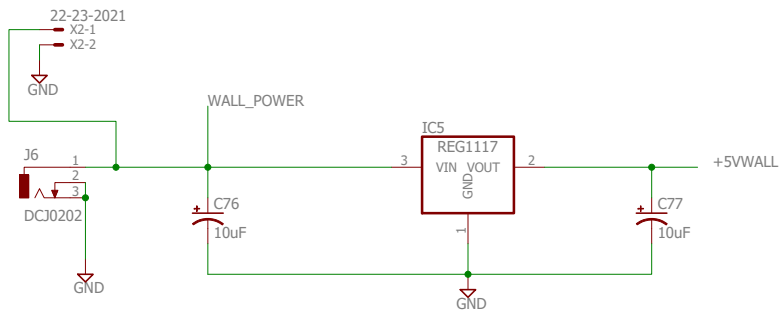 22-23-2021
X2-1
X2-2
GND
WALL_POWER
IC5
REG1117
J6
1
2
3
DCJ0202
3
VIN VOUT
GND
2
1
+5VWALL
+
C76
10uF
+
C77
10uF
GND
GND